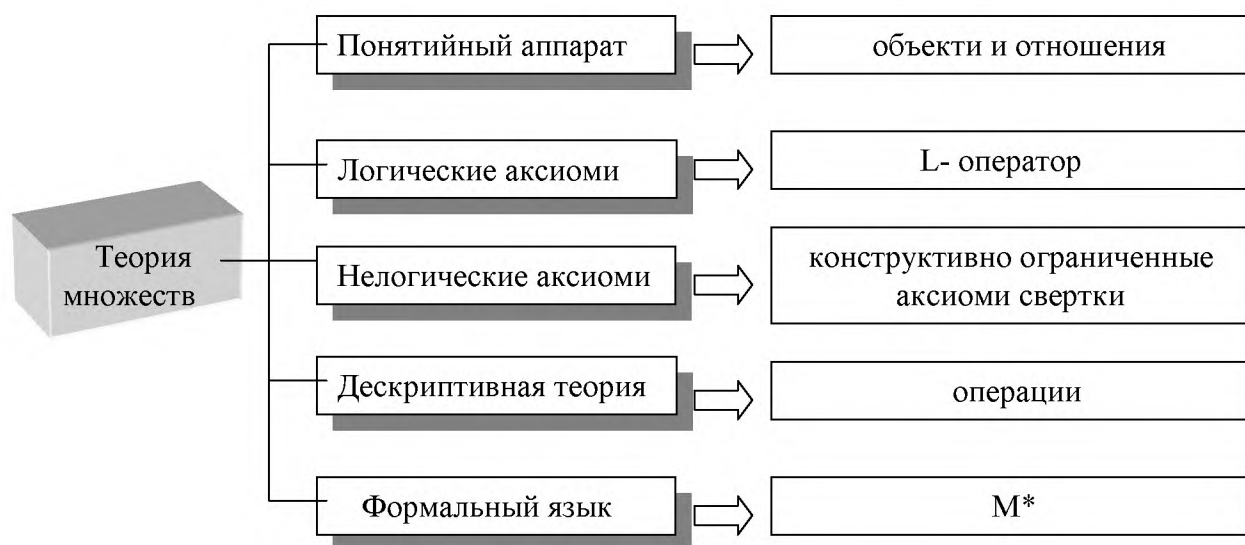 Понятийный аппарат
объекти и отношения
Логические аксиоми
L- оператор
Теория
множеств
Нелогические аксиоми
конструктивно ограниченные
аксиоми свертки
Дескриптивная теория
операции
Формальный язык
M*